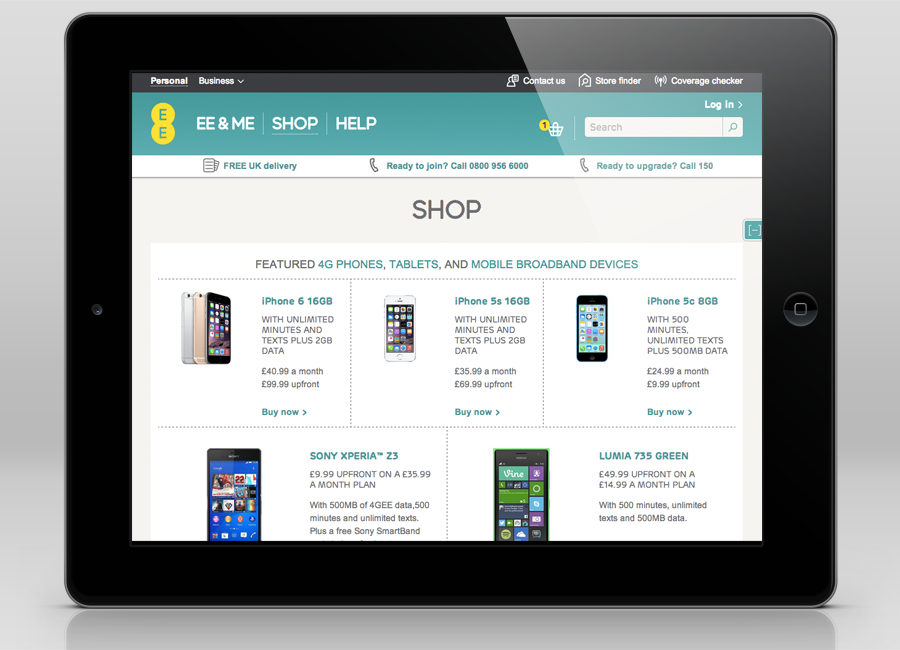 Personal Business
Contact us Store finder Coverage checker
Log in
E
E
EE & ME SHOP HELP
1
Search
FREE UK delivery Ready to join? Call 0800 956 6000 Ready to upgrade? Call 150
SHOP
[–]
FEATURED 4G PHONES, TABLETS, AND MOBILE BROADBAND DEVICES
iPhone 6 16GB
WITH UNLIMITED
MINUTES AND
TEXTS PLUS 2GB
DATA
£40.99 a month
£99.99 upfront
Buy now
iPhone 5s 16GB
WITH UNLIMITED
MINUTES AND
TEXTS PLUS 2GB
DATA
£35.99 a month
£69.99 upfront
Buy now
iPhone 5c 8GB
WITH 500
MINUTES,
UNLIMITED TEXTS
PLUS 500MB DATA
£24.99 a month
£9.99 upfront
Buy now
SONY
22
SONY XPERIA™ Z3
£9.99 UPFRONT ON A £35.99
A MONTH PLAN
With 500MB of 4GEE data,500
minutes and unlimited texts.
Plus a free Sony SmartBand
Vine
LUMIA 735 GREEN
£49.99 UPFRONT ON A
£14.99 A MONTH PLAN
With 500 minutes, unlimited
texts and 500MB data.